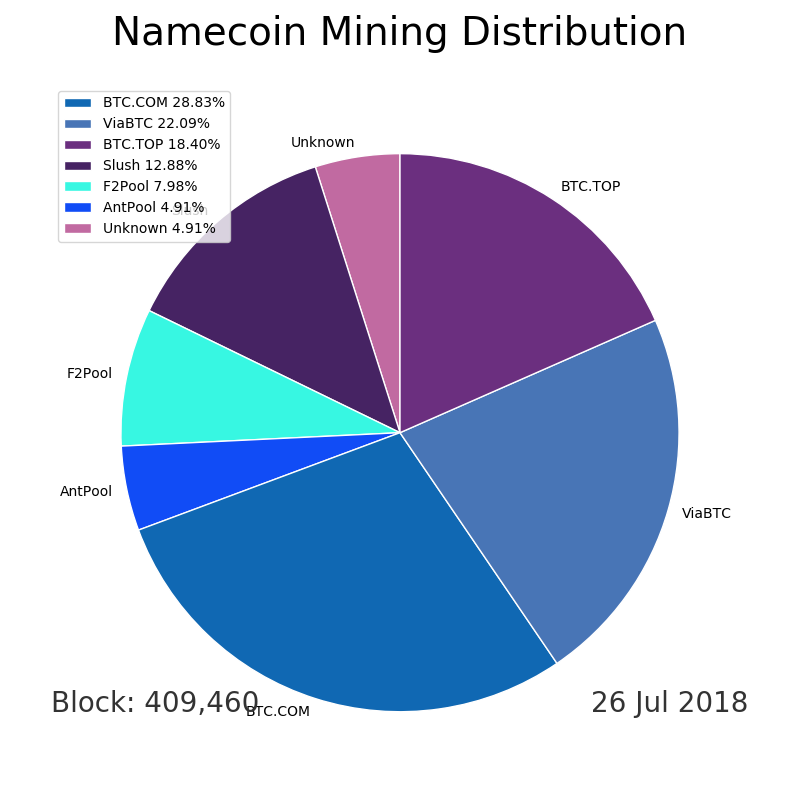 Namecoin Mining Distribution
BTC.COM 28.83%
ViaBTC 22.09%
BTC.TOP 18.40%
Slush 12.88%
F2Pool 7.98%
AntPool 4.91%
Unknown 4.91%
Unknown
BTC.TOP
Slush
F2Pool
AntPool
ViaBTC
BTC.COM
Block: 409,460
26 Jul 2018